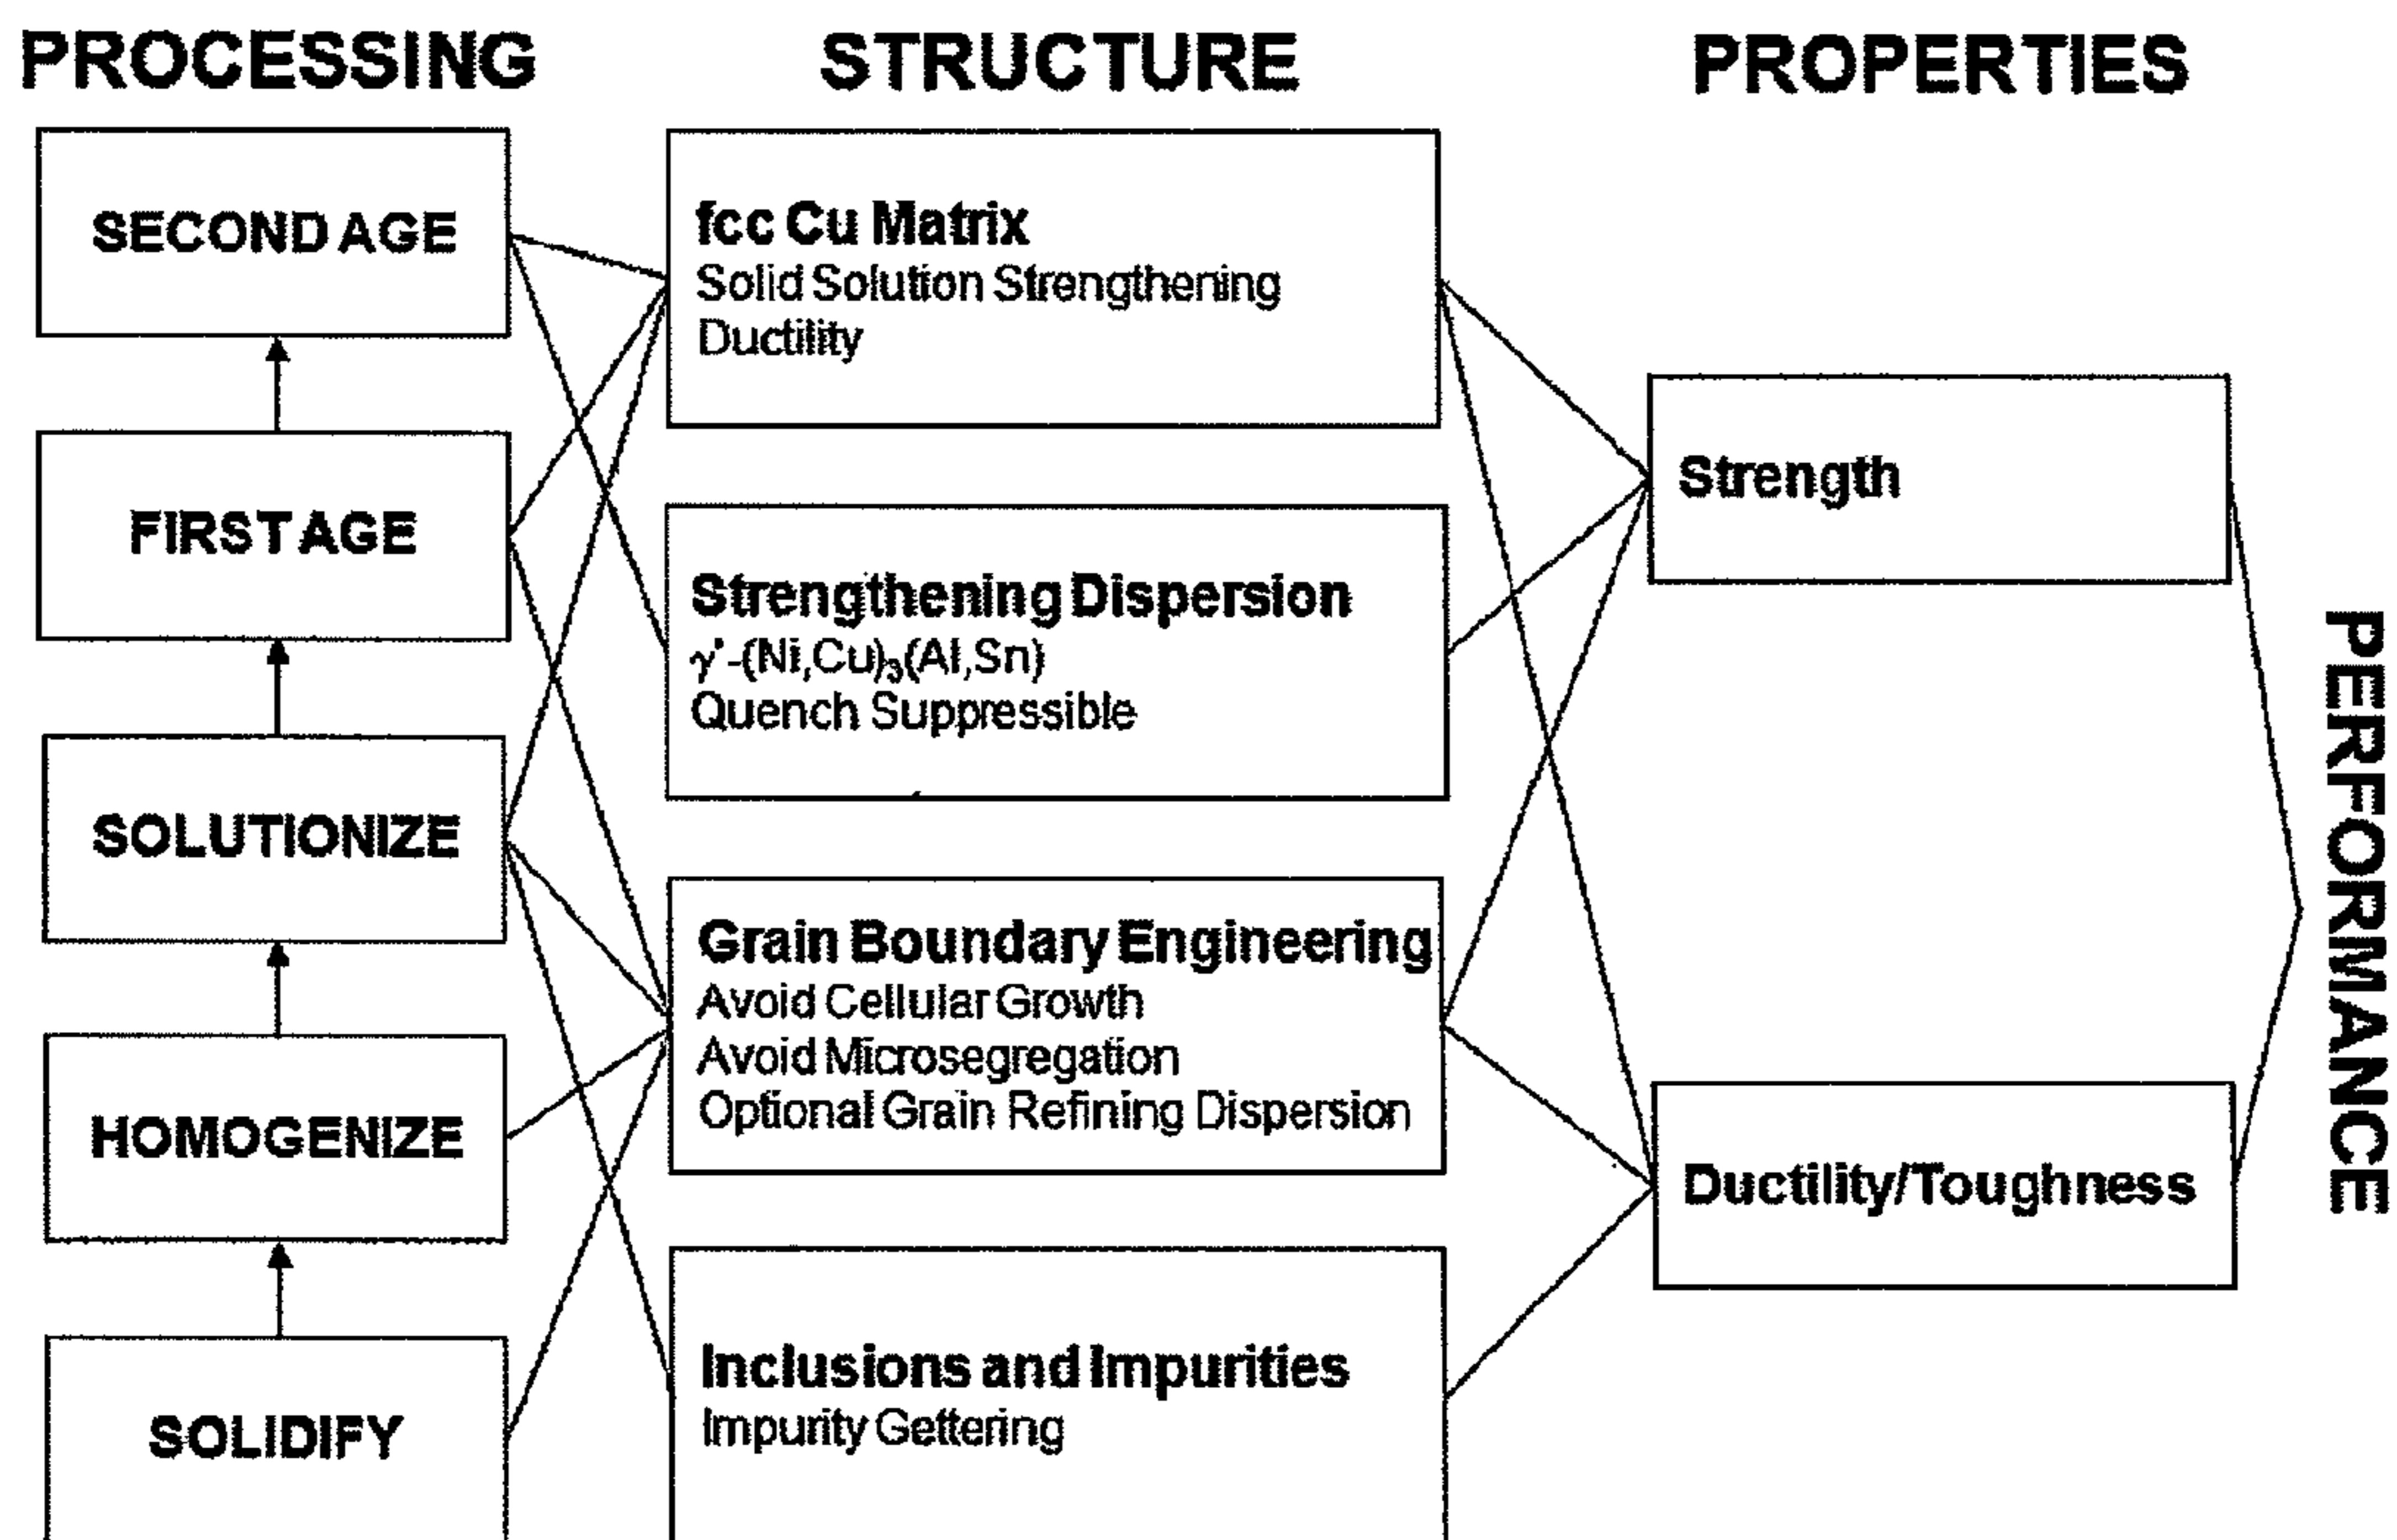 PROCESSING
STRUCTURE
PROPERTIES
SECOND AGE
FIRST AGE
SOLUTIONIZE
HOMOGENIZE
SOLIDIFY
fcc Cu Matrix
Solid Solution Strengthening
Ductility
Strengthening Dispersion
γ'-(Ni,Cu)₃(Al,Sn)
Quench Suppressible
Grain Boundary Engineering
Avoid Cellular Growth
Avoid Microsegregation
Optional Grain Refining Dispersion
Inclusions and Impurities
Impurity Gettering
Strength
Ductility/Toughness
PERFORMANCE